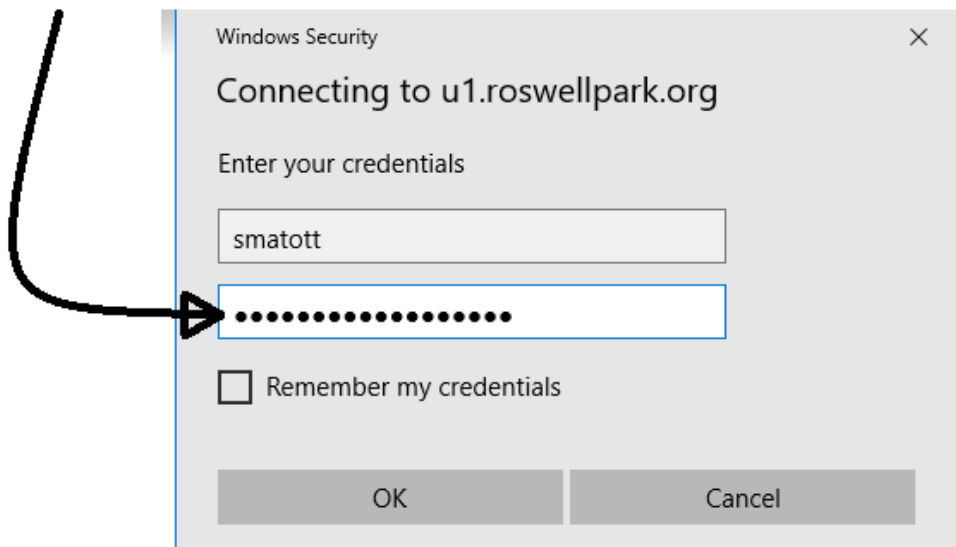 Windows Security
Connecting to u1.roswellpark.org
Enter your credentials
smatott
••••••••••••••••••
Remember my credentials
OK
Cancel